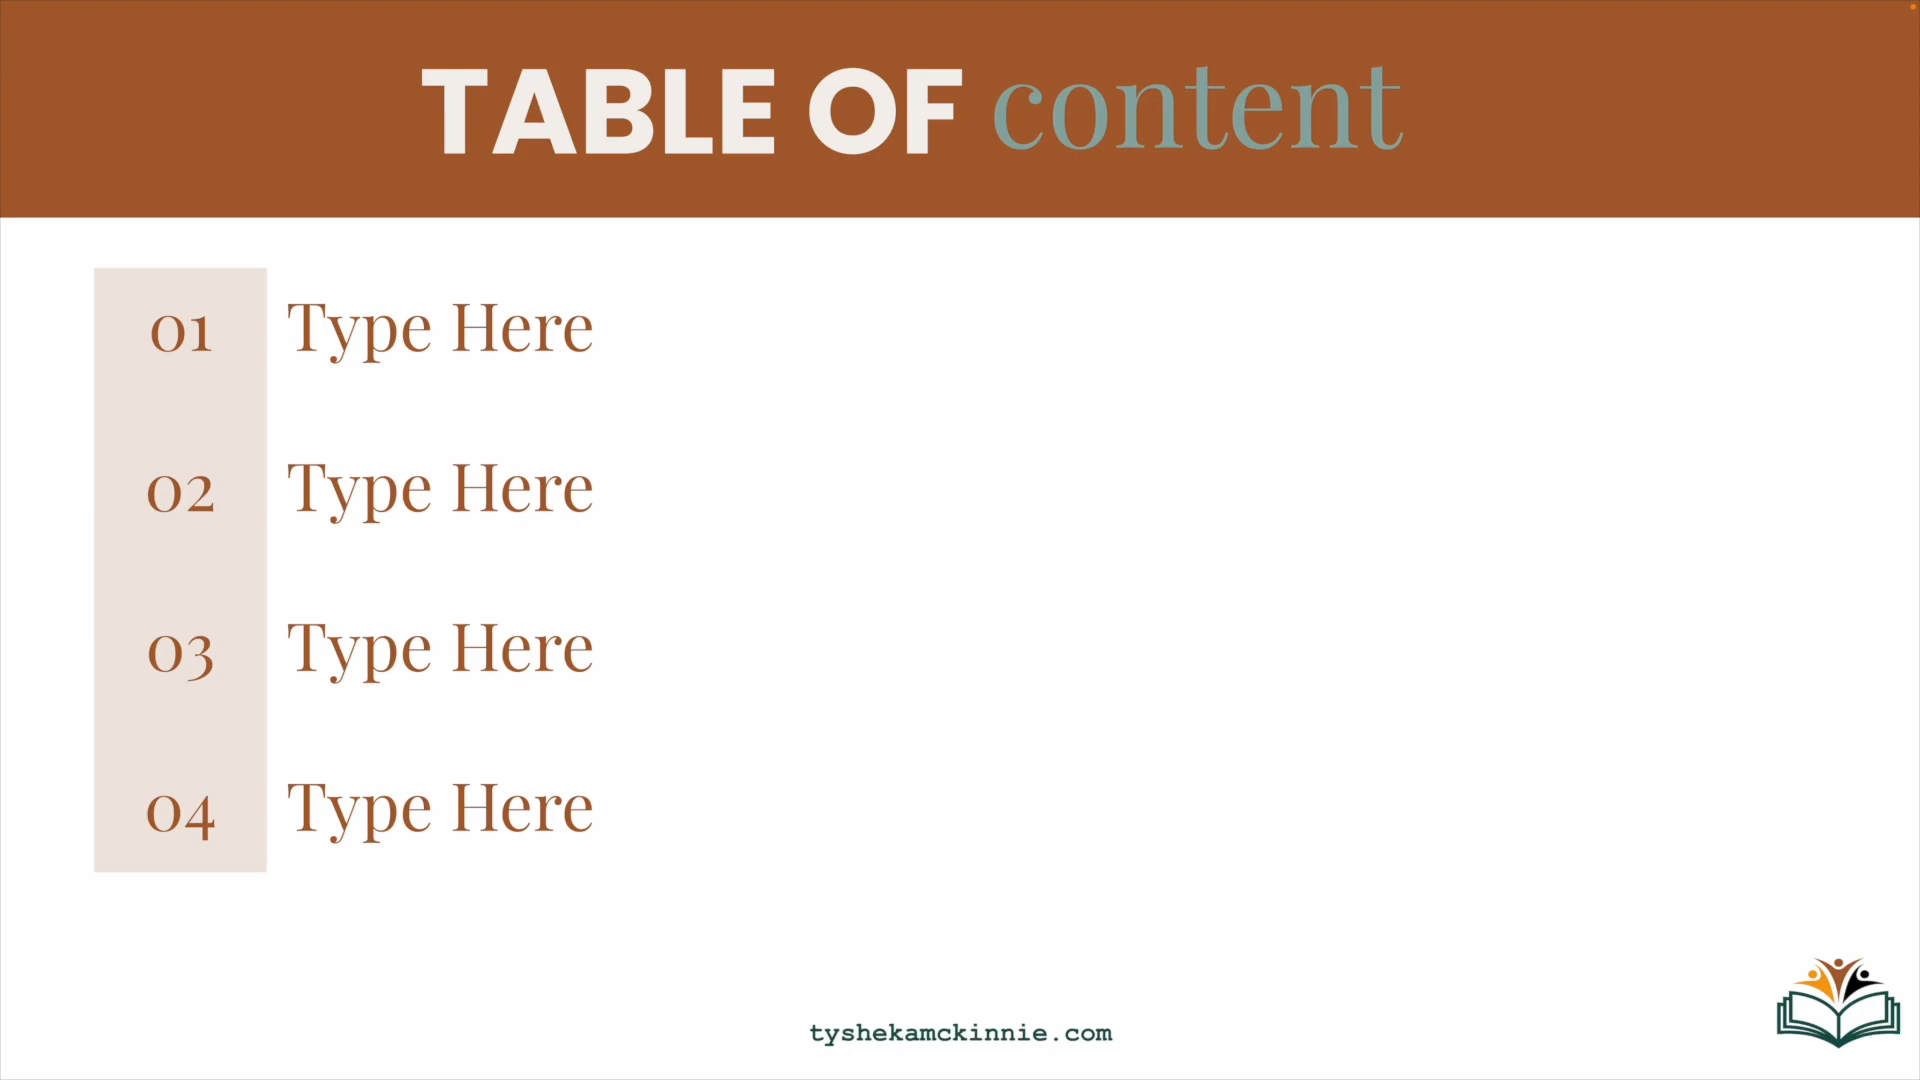 TABLE OF content
01 Type Here
02 Type Here
03 Type Here
04 Type Here
tyshekamckinnie.com